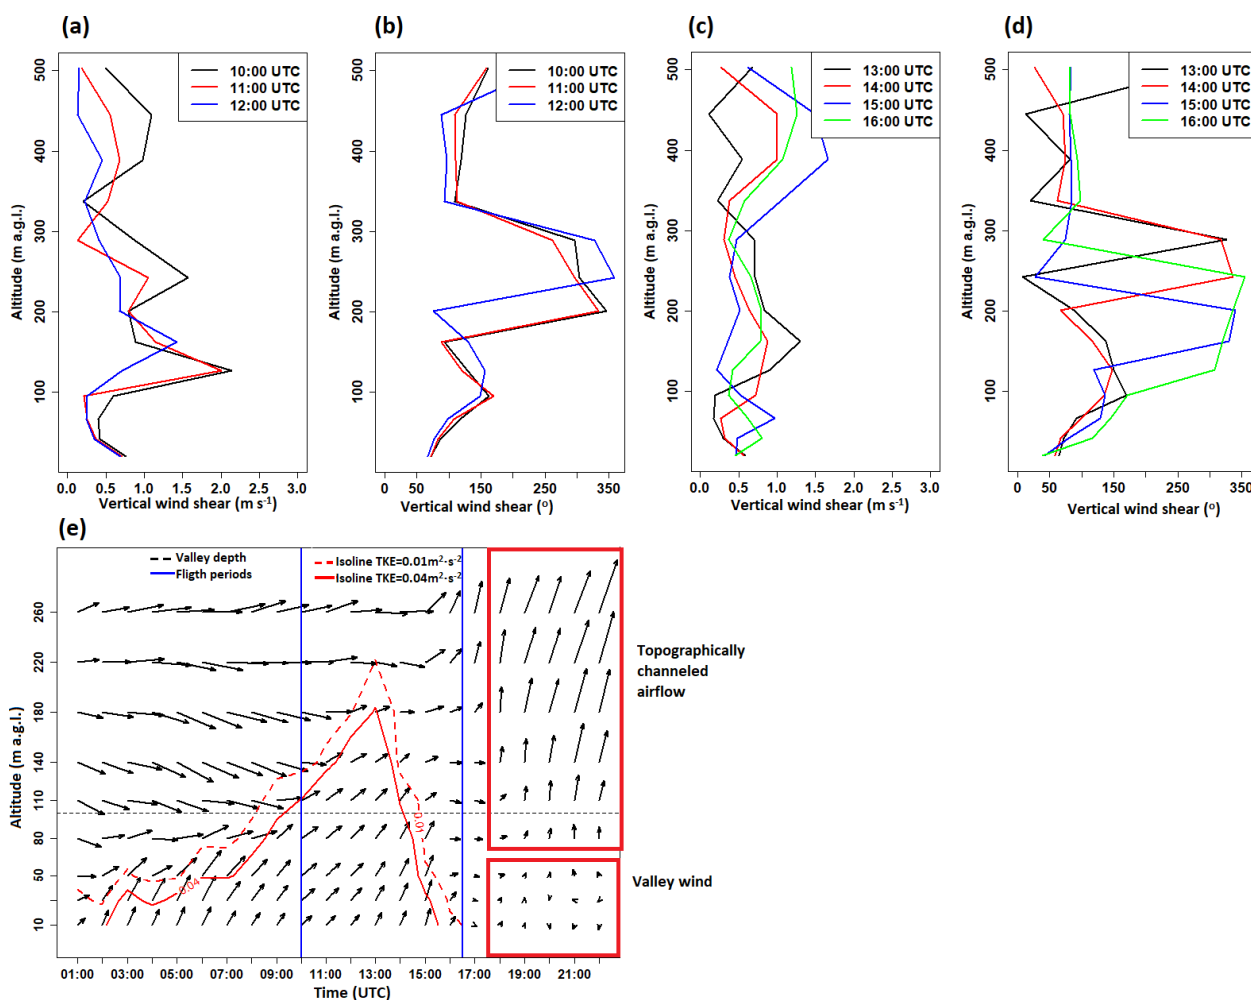 (a)
(b)
(c)
(d)
10:00 UTC
11:00 UTC
12:00 UTC
500
400
300
200
100
Altitude (m a.g.l.)
0.0 0.5 1.0 1.5 2.0 2.5 3.0
Vertical wind shear (m s⁻¹)
10:00 UTC
11:00 UTC
12:00 UTC
500
400
300
200
100
Altitude (m a.g.l.)
0 50 150 250 350
Vertical wind shear (º)
13:00 UTC
14:00 UTC
15:00 UTC
16:00 UTC
500
400
300
200
100
Altitude (m a.g.l.)
0.0 0.5 1.0 1.5 2.0 2.5 3.0
Vertical wind shear (m s⁻¹)
13:00 UTC
14:00 UTC
15:00 UTC
16:00 UTC
500
400
300
200
100
Altitude (m a.g.l.)
0 50 150 250 350
Vertical wind shear (º)
(e)
Valley depth
Fligth periods
Isoline TKE=0.01m²·s⁻²
Isoline TKE=0.04m²·s⁻²
260
220
180
140
110
80
50
10
Altitude (m a.g.l.)
0.04
0.01
01:00 03:00 05:00 07:00 09:00 11:00 13:00 15:00 17:00 19:00 21:00
Time (UTC)
Topographically
channeled
airflow
Valley wind